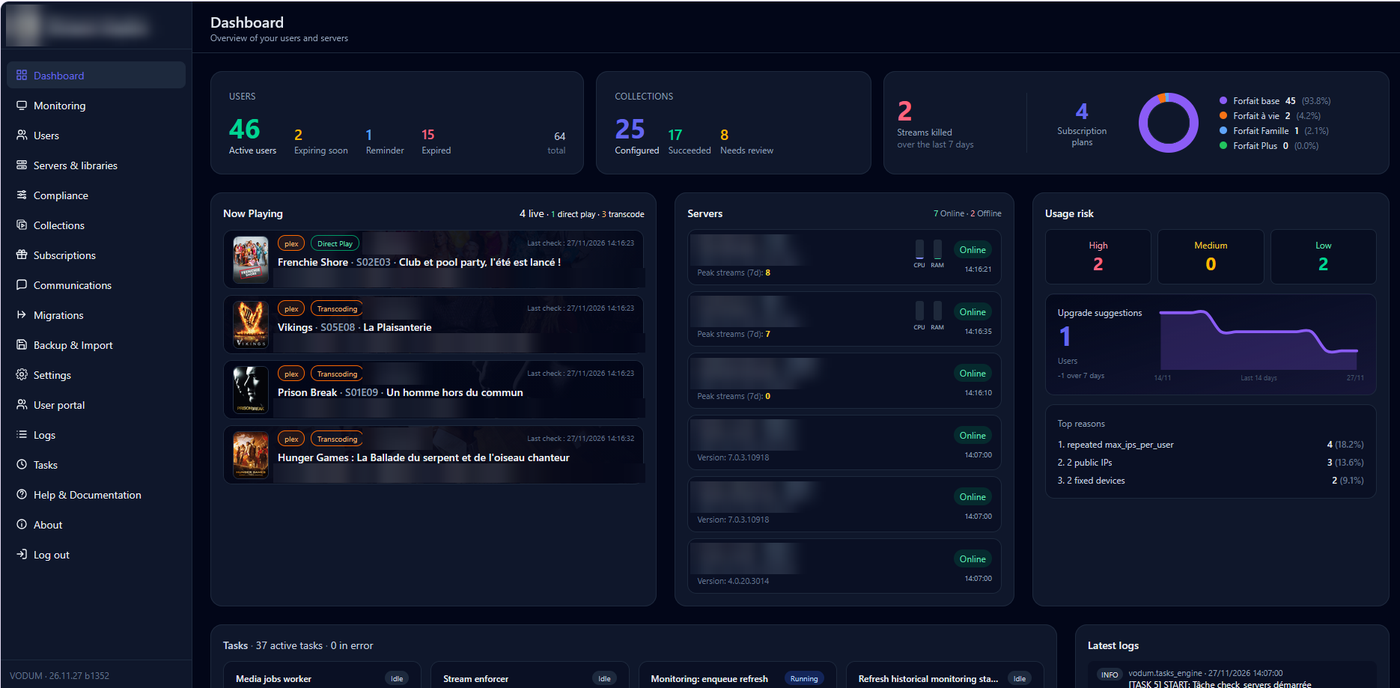 Dashboard
Overview of your users and servers
Dashboard
Monitoring
Users
Servers & libraries
Compliance
Collections
Subscriptions
Communications
Migrations
Backup & Import
Settings
User portal
Logs
Tasks
Help & Documentation
About
Log out
VODUM · 26.11.27 b1352
USERS
46 2 1 15 64
Active users Expiring soon Reminder Expired total
COLLECTIONS
25 17 8
Configured Succeeded Needs review
2
Streams killed
over the last 7 days
4
Subscription
plans
Forfait base 45 (93.8%)
Forfait à vie 2 (4.2%)
Forfait Famille 1 (2.1%)
Forfait Plus 0 (0.0%)
Now Playing 4 live · 1 direct play · 3 transcode
plex Direct Play Last check : 27/11/2026 14:16:23
Frenchie Shore · S02E03 · Club et pool party, l'été est lancé !
plex Transcoding Last check : 27/11/2026 14:16:23
Vikings · S05E08 · La Plaisanterie
VIKINGS
plex Transcoding Last check : 27/11/2026 14:16:23
Prison Break · S01E09 · Un homme hors du commun
plex Transcoding Last check : 27/11/2026 14:16:32
Hunger Games : La Ballade du serpent et de l'oiseau chanteur
Servers 7 Online · 2 Offline
Online
CPU RAM
Peak streams (7d): 8 14:16:21
Online
CPU RAM
Peak streams (7d): 7 14:16:35
Online
Peak streams (7d): 0 14:16:10
Online
Version: 7.0.3.10918 14:07:00
Online
Version: 7.0.3.10918 14:07:00
Online
Version: 4.0.20.3014 14:07:00
Usage risk
High Medium Low
2 0 2
Upgrade suggestions
1
Users
-1 over 7 days
14/11 Last 14 days 27/11
Top reasons
1. repeated max_ips_per_user 4 (18.2%)
2. 2 public IPs 3 (13.6%)
3. 2 fixed devices 2 (9.1%)
Tasks · 37 active tasks · 0 in error
Media jobs worker Idle
Stream enforcer Idle
Monitoring: enqueue refresh Running
Refresh historical monitoring sta... Idle
Latest logs
INFO vodum.tasks_engine · 27/11/2026 14:07:00
[TASK 5] START: Tâche check_servers démarrée